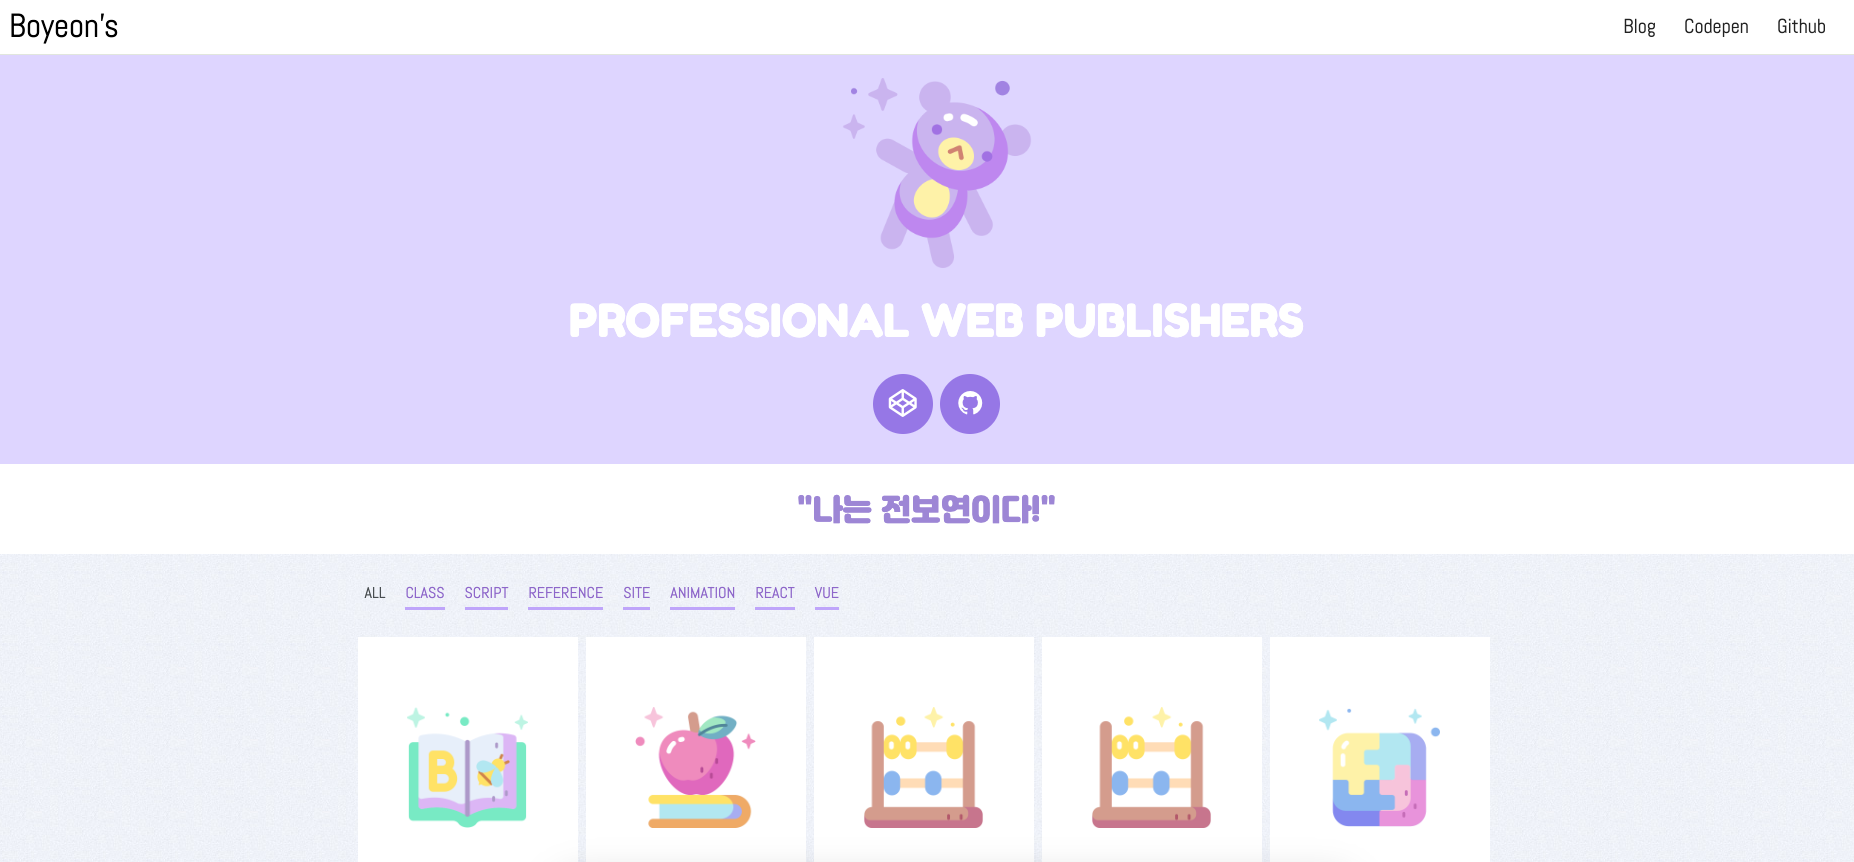 Boyeon's
Blog Codepen Github
PROFESSIONAL WEB PUBLISHERS
"나는 전보연이다!"
ALL CLASS SCRIPT REFERENCE SITE ANIMATION REACT VUE
B